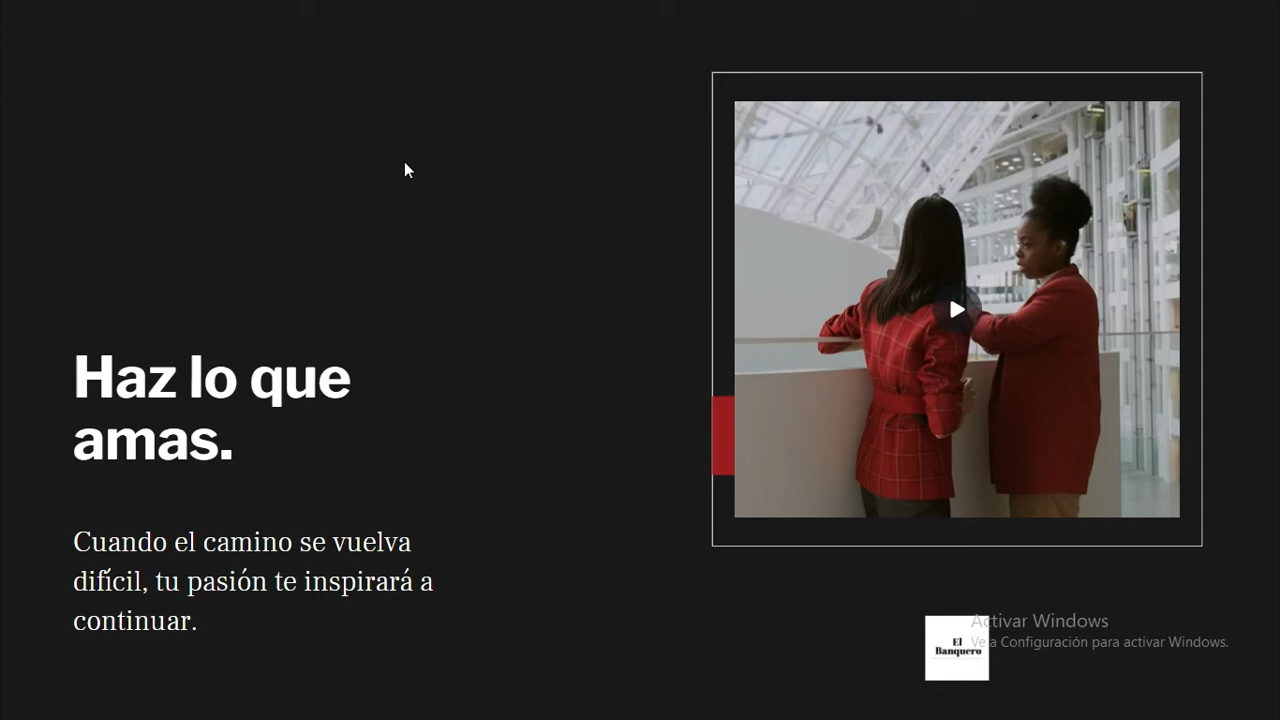 Haz lo que
amas.
Cuando el camino se vuelva
difícil, tu pasión te inspirará a
continuar.
El
Banquero
Activar Windows
Ve a Configuración para activar Windows.